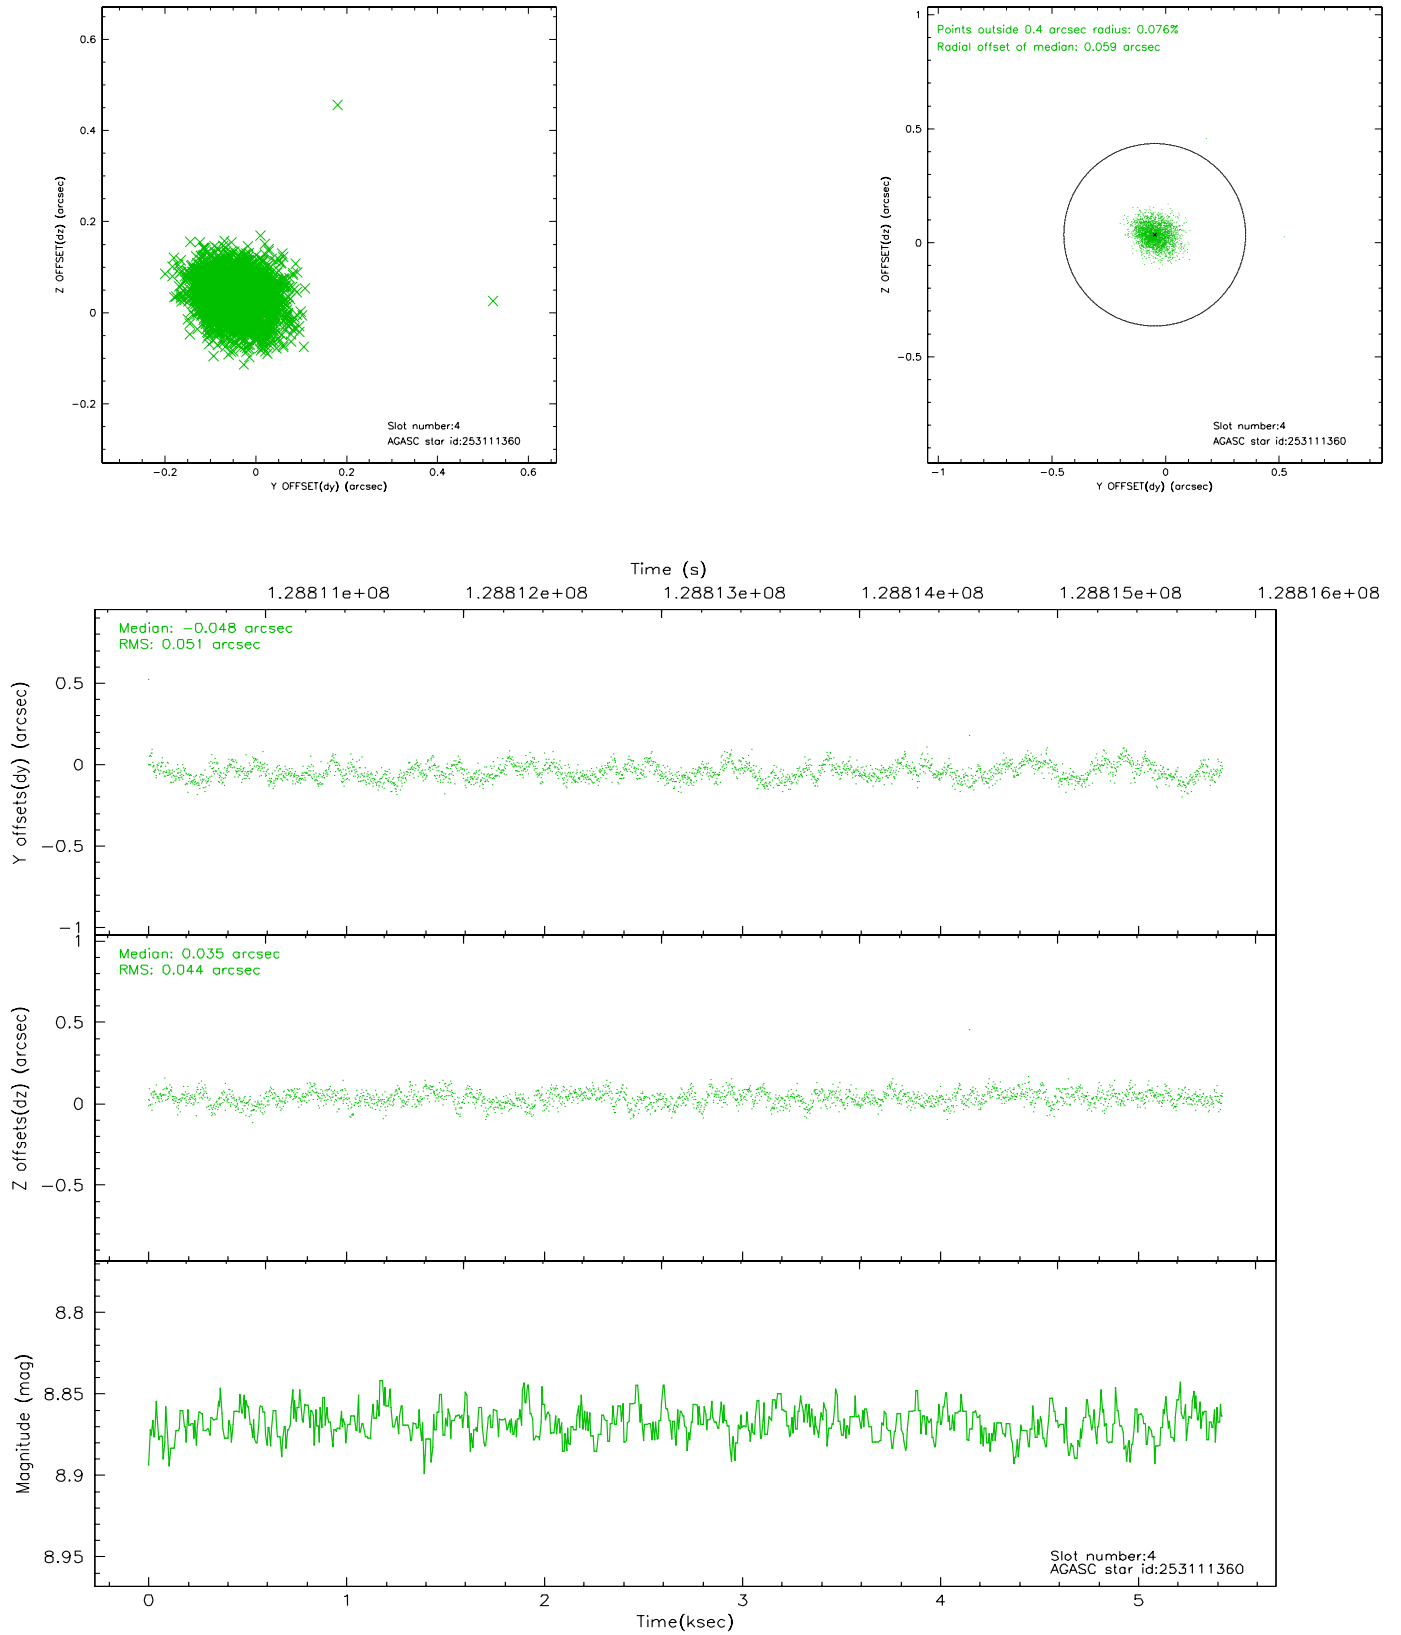 0.6
0.4
0.2
0
−0.2
Z OFFSET(dz) (arcsec)
Slot number:4
AGASC star id:253111360
−0.2 0 0.2 0.4 0.6
Y OFFSET(dy) (arcsec)
Points outside 0.4 arcsec radius: 0.076%
Radial offset of median: 0.059 arcsec
1
0.5
0
−0.5
Z OFFSET(dz) (arcsec)
Slot number:4
AGASC star id:253111360
−1 −0.5 0 0.5
Y OFFSET(dy) (arcsec)
Time (s)
1.28811e+08 1.28812e+08 1.28813e+08 1.28814e+08 1.28815e+08 1.28816e+08
Median: −0.048 arcsec
RMS: 0.051 arcsec
0.5
0
−0.5
−1
Y offsets(dy) (arcsec)
Median: 0.035 arcsec
RMS: 0.044 arcsec
1
0.5
0
−0.5
Z offsets(dz) (arcsec)
8.8
8.85
8.9
8.95
Magnitude (mag)
Slot number:4
AGASC star id:253111360
0 1 2 3 4 5
Time(ksec)